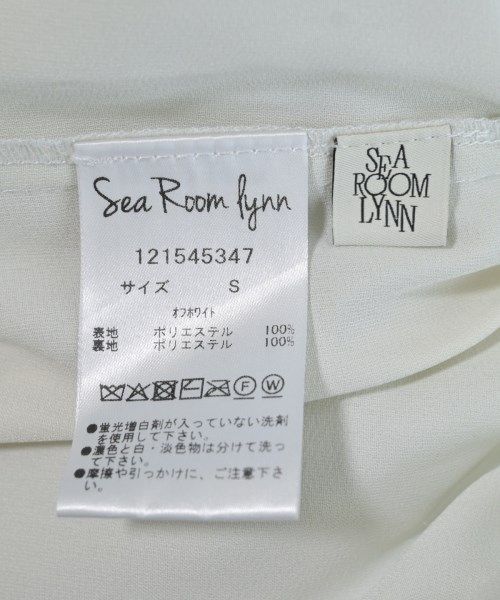 Sea Room lynn
121545347
サイズ S
オフホワイト
表地 ポリエステル 100%
裏地 ポリエステル 100%
F W
●蛍光増白剤が入っていない洗剤
を使用して下さい。
●濃色と白・淡色物は分けて洗っ
て下さい。
●摩擦や引っかけに、ご注意下さ
い。
SEA
ROOM
LYNN